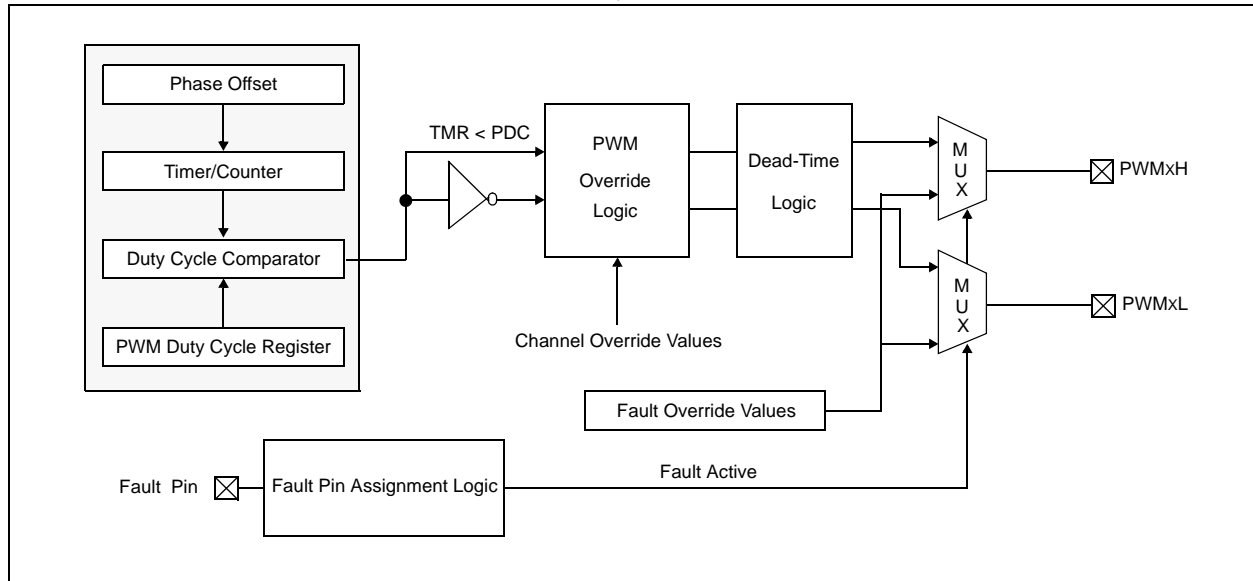 Phase Offset
Timer/Counter
Duty Cycle Comparator
PWM Duty Cycle Register
TMR < PDC
PWM
Override
Logic
Channel Override Values
Dead-Time
Logic
M
U
X
PWMxH
M
U
X
PWMxL
Fault Override Values
Fault Pin
Fault Pin Assignment Logic
Fault Active